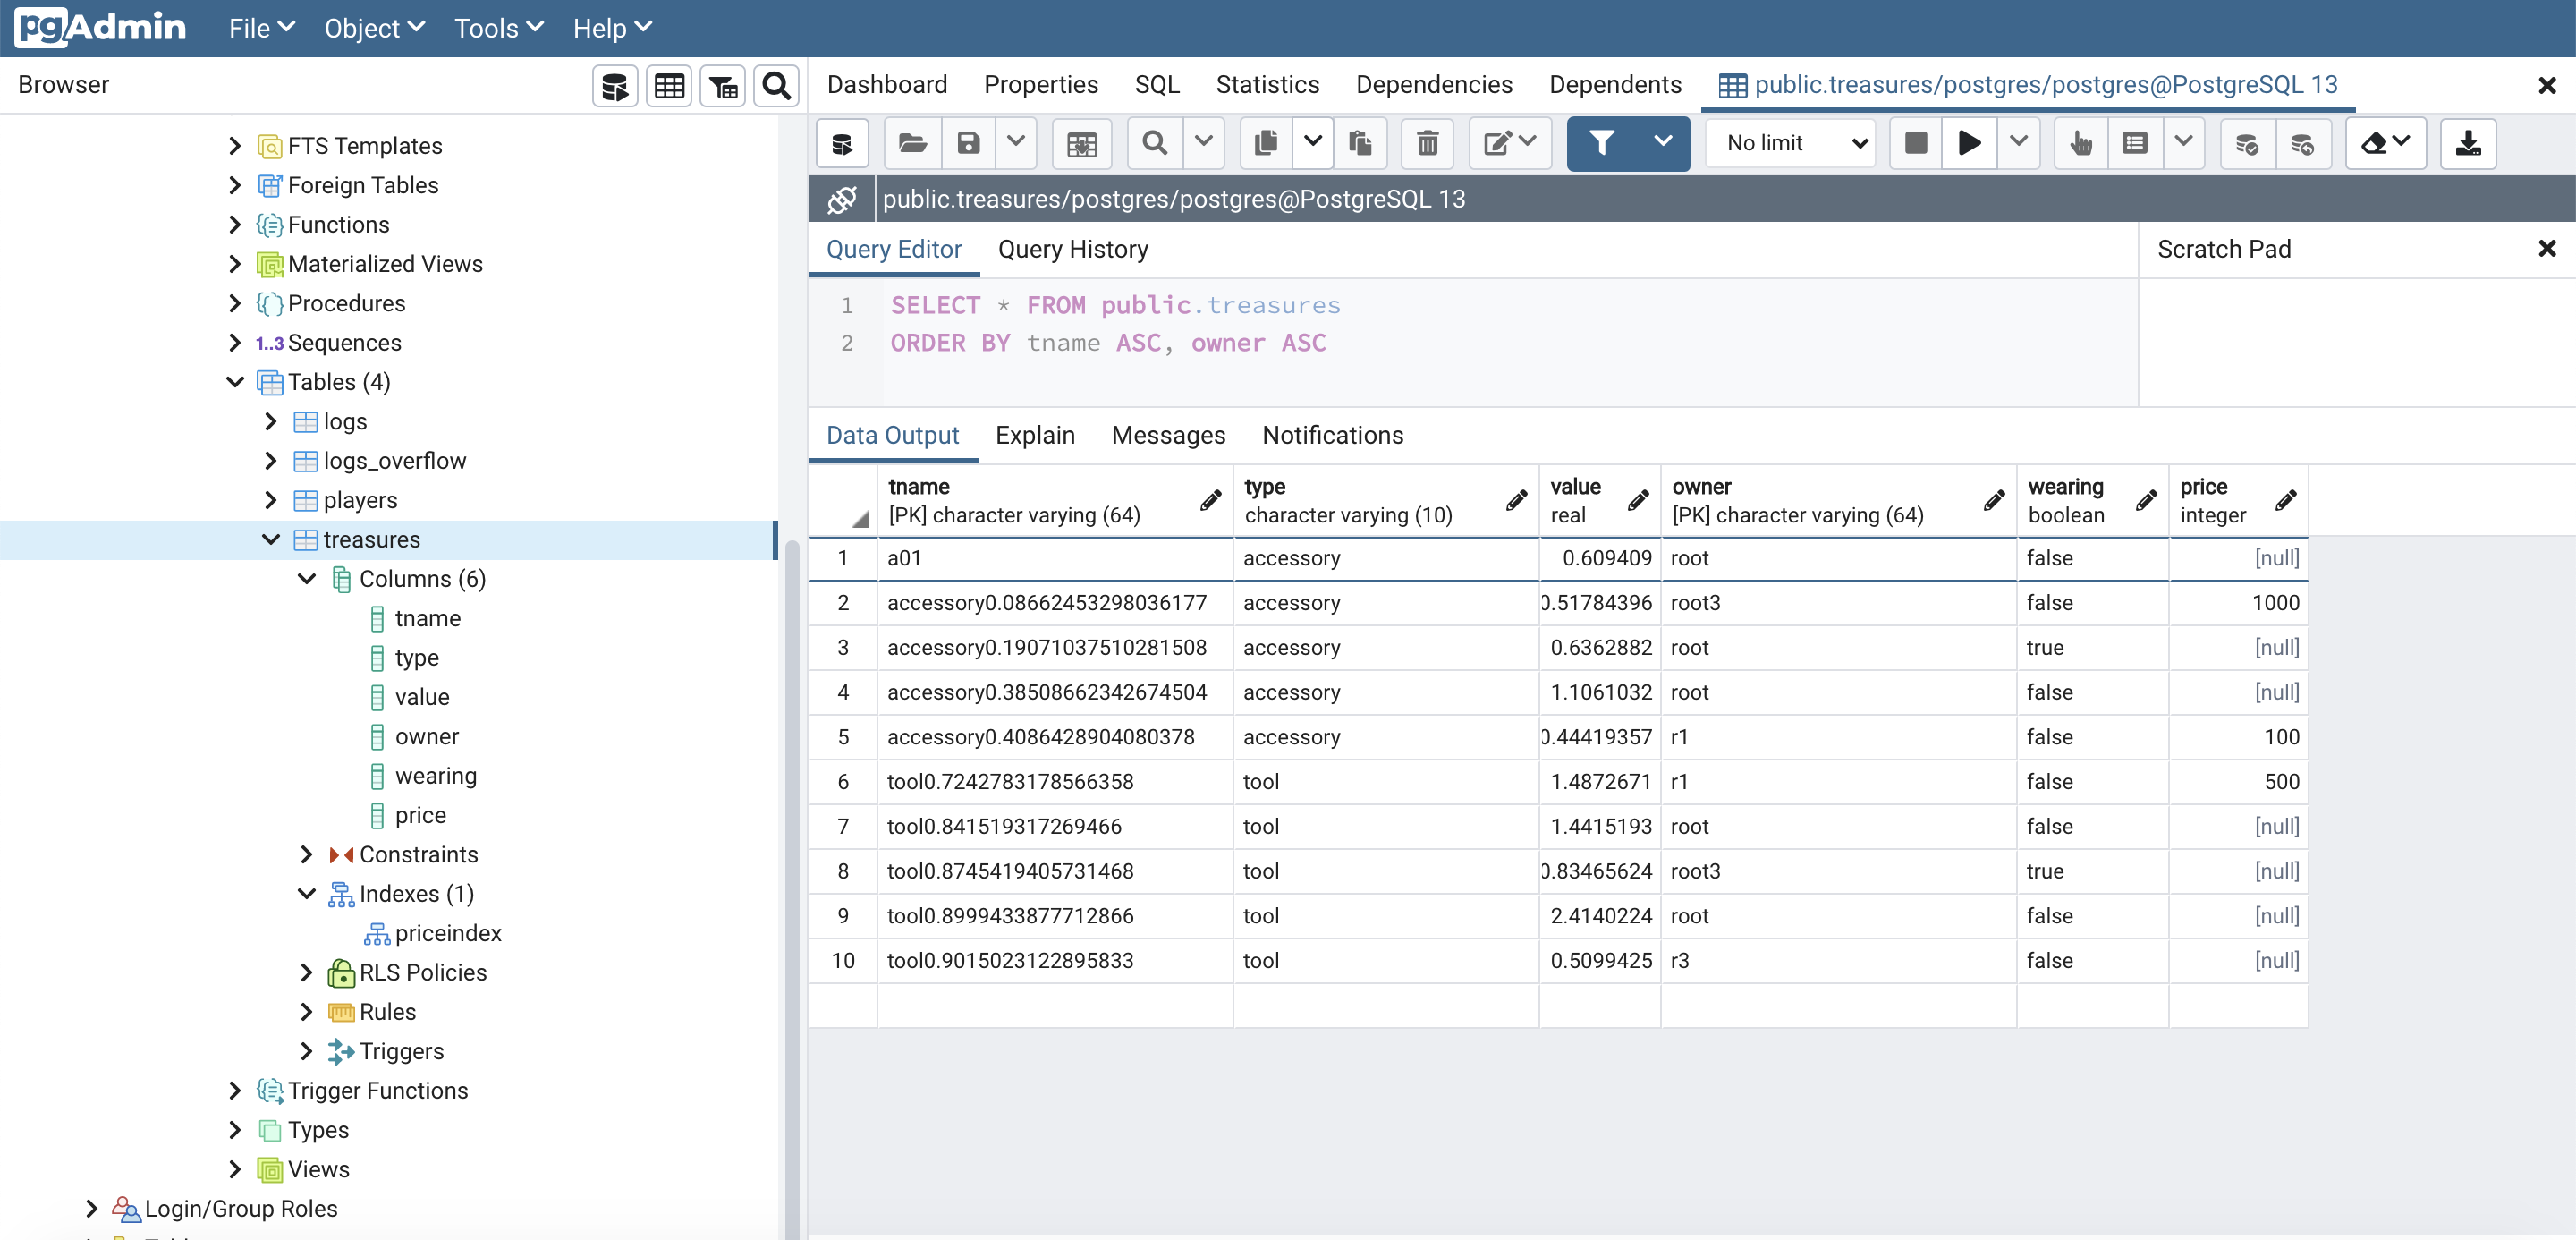 pgAdmin File Object Tools Help
Browser
FTS Templates
Foreign Tables
Functions
Materialized Views
Procedures
1..3 Sequences
Tables (4)
logs
logs_overflow
players
treasures
Columns (6)
tname
type
value
owner
wearing
price
Constraints
Indexes (1)
priceindex
RLS Policies
Rules
Triggers
Trigger Functions
Types
Views
Login/Group Roles
Dashboard Properties SQL Statistics Dependencies Dependents public.treasures/postgres/postgres@PostgreSQL 13
No limit
public.treasures/postgres/postgres@PostgreSQL 13
Query Editor Query History
Scratch Pad
1 SELECT * FROM public.treasures
2 ORDER BY tname ASC, owner ASC
Data Output Explain Messages Notifications
tname type value owner wearing price
[PK] character varying (64) character varying (10) real [PK] character varying (64) boolean integer
1 a01 accessory 0.609409 root false [null]
2 accessory0.08662453298036177 accessory 0.51784396 root3 false 1000
3 accessory0.19071037510281508 accessory 0.6362882 root true [null]
4 accessory0.38508662342674504 accessory 1.1061032 root false [null]
5 accessory0.4086428904080378 accessory 0.44419357 r1 false 100
6 tool0.7242783178566358 tool 1.4872671 r1 false 500
7 tool0.841519317269466 tool 1.4415193 root false [null]
8 tool0.8745419405731468 tool 0.83465624 root3 true [null]
9 tool0.8999433877712866 tool 2.4140224 root false [null]
10 tool0.9015023122895833 tool 0.5099425 r3 false [null]